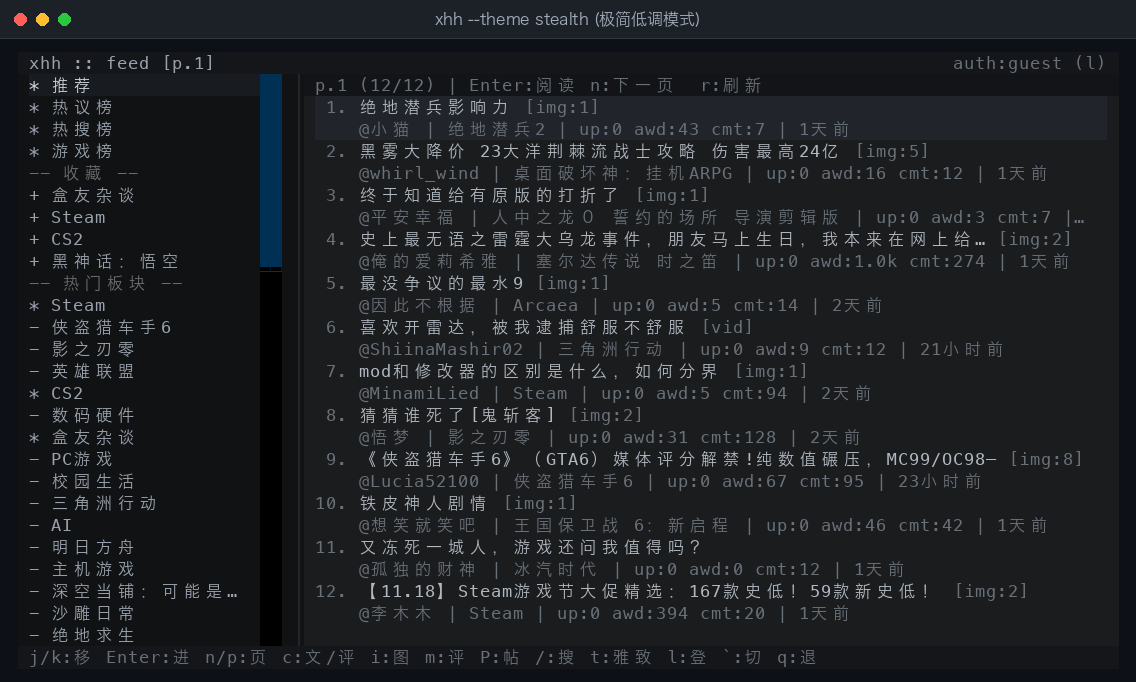 xhh --theme stealth (极简低调模式)
xhh :: feed [p.1]
auth:guest (l)
* 推荐
* 热议榜
* 热搜榜
* 游戏榜
—— 收藏 ——
+ 盒友杂谈
+ Steam
+ CS2
+ 黑神话: 悟空
—— 热门板块 ——
* Steam
— 侠盗猎车手6
— 影之刃零
— 英雄联盟
* CS2
— 数码硬件
* 盒友杂谈
— PC游戏
— 校园生活
— 三角洲行动
— AI
— 明日方舟
— 主机游戏
— 深空当铺: 可能是…
— 沙雕日常
— 绝地求生
p.1 (12/12) | Enter:阅读 n:下一页 r:刷新
1. 绝地潜兵影响力 [img:1]
@小猫 | 绝地潜兵2 | up:0 awd:43 cmt:7 | 1天前
2. 黑雾大降价 23大洋荆棘流战士攻略 伤害最高24亿 [img:5]
@whirl_wind | 桌面破坏神: 挂机ARPG | up:0 awd:16 cmt:12 | 1天前
3. 终于知道给有原版的打折了 [img:1]
@平安幸福 | 人中之龙0 誓约的场所 导演剪辑版 | up:0 awd:3 cmt:7 |…
4. 史上最无语之雷霆大乌龙事件, 朋友马上生日, 我本来在网上给… [img:2]
@俺的爱莉希雅 | 塞尔达传说 时之笛 | up:0 awd:1.0k cmt:274 | 1天前
5. 最没争议的最水9 [img:1]
@因此不根据 | Arcaea | up:0 awd:5 cmt:14 | 2天前
6. 喜欢开雷达, 被我逮捕舒服不舒服 [vid]
@ShiinaMashir02 | 三角洲行动 | up:0 awd:9 cmt:12 | 21小时前
7. mod和修改器的区别是什么, 如何分界 [img:1]
@MinamiLied | Steam | up:0 awd:5 cmt:94 | 2天前
8. 猜猜谁死了[鬼斩客] [img:2]
@悟梦 | 影之刃零 | up:0 awd:31 cmt:128 | 2天前
9. 《侠盗猎车手6》 (GTA6) 媒体评分解禁!纯数值碾压, MC99/OC98— [img:8]
@Lucia52100 | 侠盗猎车手6 | up:0 awd:67 cmt:95 | 23小时前
10. 铁皮神人剧情 [img:1]
@想笑就笑吧 | 王国保卫战 6: 新启程 | up:0 awd:46 cmt:42 | 1天前
11. 又冻死一城人, 游戏还问我值得吗?
@孤独的财神 | 冰汽时代 | up:0 awd:0 cmt:12 | 1天前
12. 【11.18】Steam游戏节大促精选: 167款史低! 59款新史低! [img:2]
@李木木 | Steam | up:0 awd:394 cmt:20 | 1天前
j/k:移 Enter:进 n/p:页 c:文/评 i:图 m:评 P:帖 /:搜 t:雅致 l:登 `:切 q:退